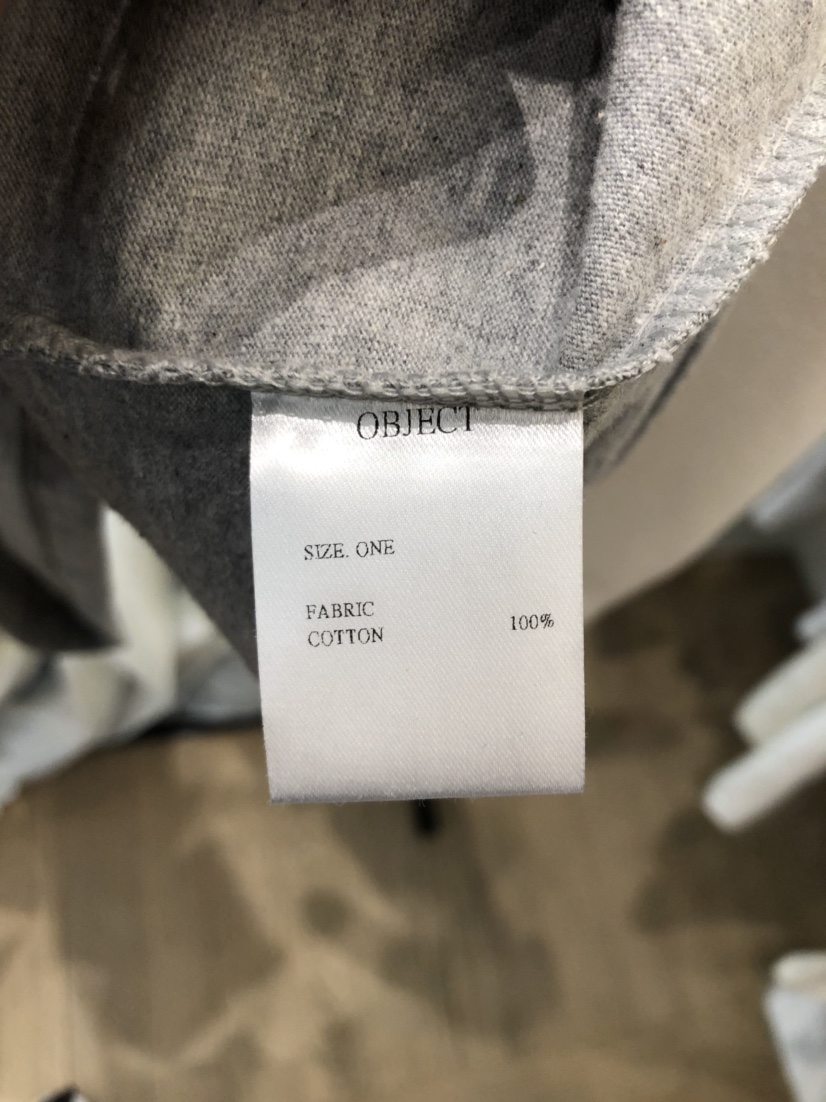 OBJECT
SIZE. ONE
FABRIC
COTTON 100%